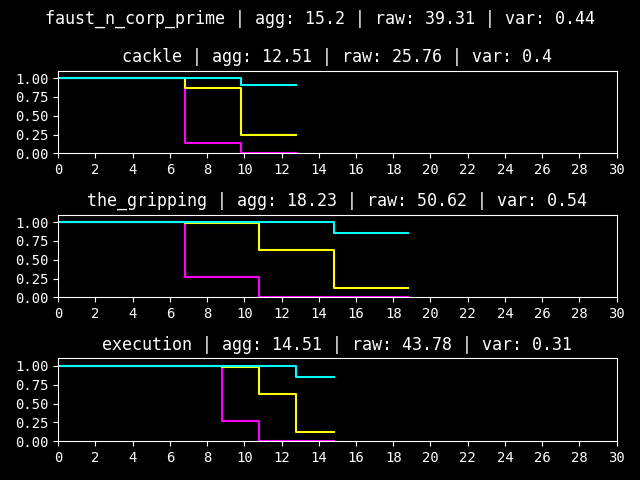 faust_n_corp_prime | agg: 15.2 | raw: 39.31 | var: 0.44
cackle | agg: 12.51 | raw: 25.76 | var: 0.4
1.00
0.75
0.50
0.25
0.00
0 2 4 6 8 10 12 14 16 18 20 22 24 26 28 30
the_gripping | agg: 18.23 | raw: 50.62 | var: 0.54
1.00
0.75
0.50
0.25
0.00
0 2 4 6 8 10 12 14 16 18 20 22 24 26 28 30
execution | agg: 14.51 | raw: 43.78 | var: 0.31
1.00
0.75
0.50
0.25
0.00
0 2 4 6 8 10 12 14 16 18 20 22 24 26 28 30